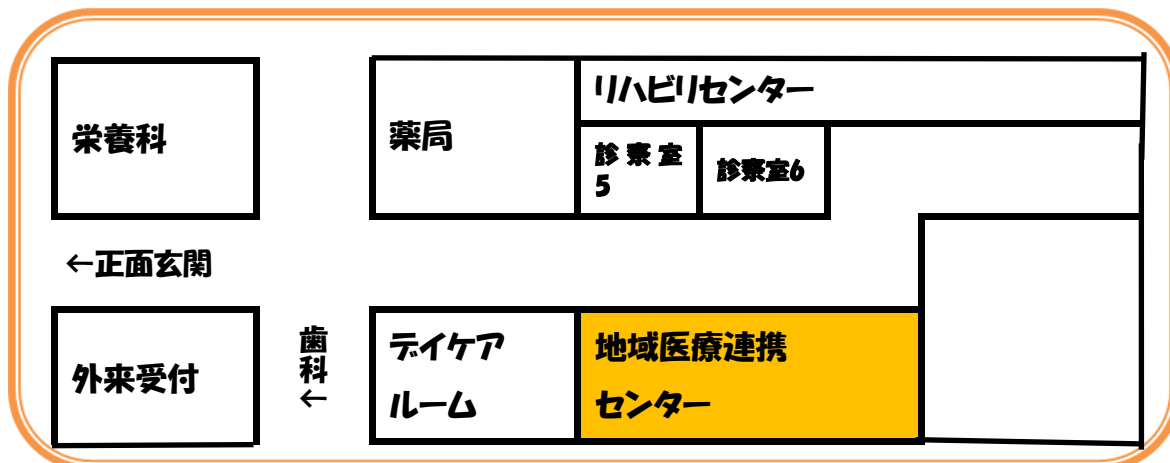 リハビリセンター
栄養科
薬局
診察室
5
診察室6
←正面玄関
外来受付
歯科←
デイケア
ルーム
地域医療連携
センター